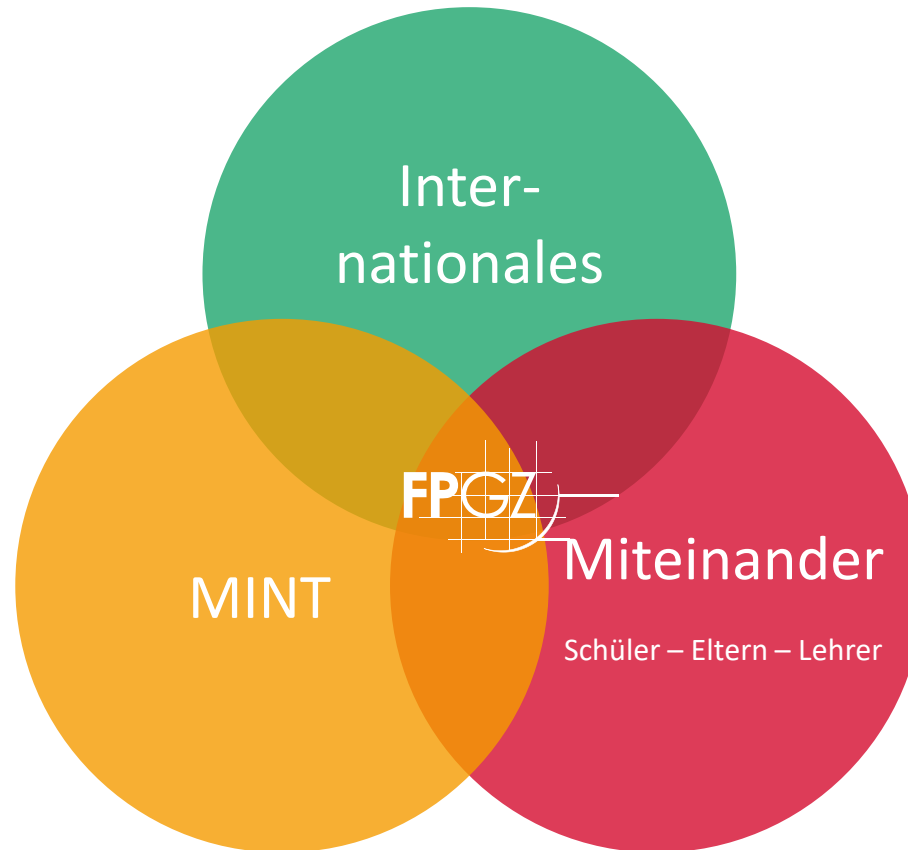 Inter-
nationales
FPGZ
Miteinander
MINT
Schüler – Eltern – Lehrer